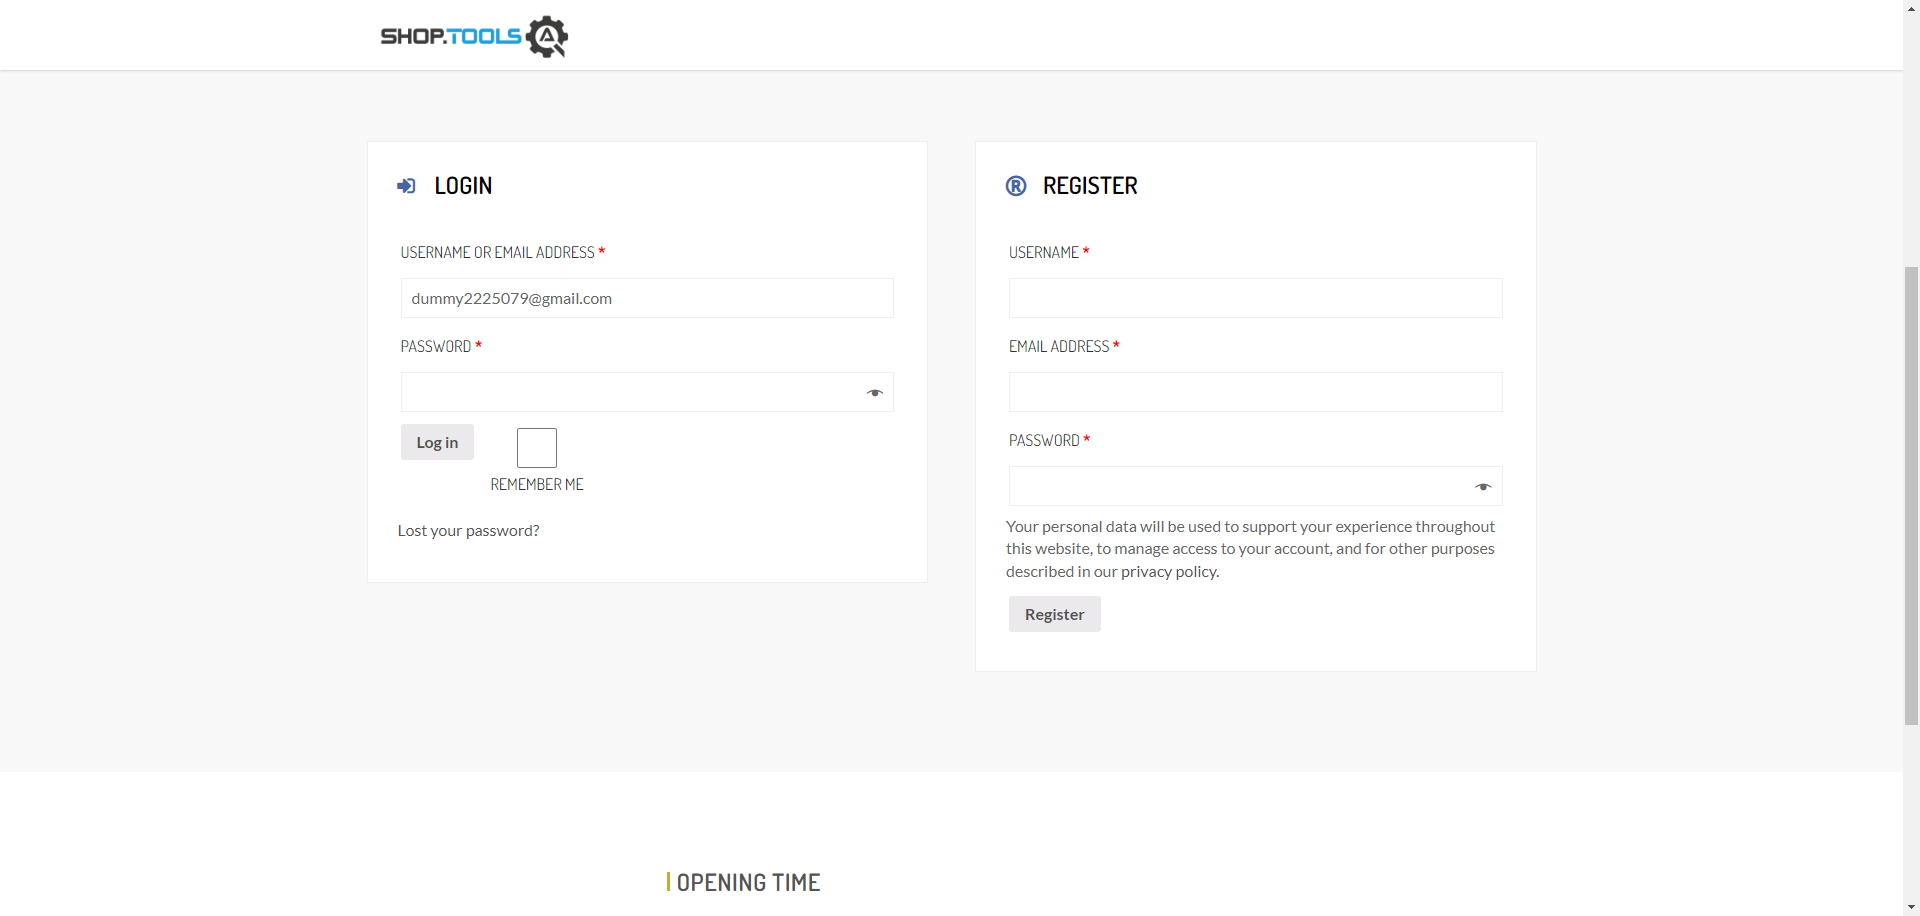 SHOP.TOOLS
LOGIN
USERNAME OR EMAIL ADDRESS *
dummy2225079@gmail.com
PASSWORD *
Log in
REMEMBER ME
Lost your password?
REGISTER
USERNAME *
EMAIL ADDRESS *
PASSWORD *
Your personal data will be used to support your experience throughout
this website, to manage access to your account, and for other purposes
described in our privacy policy.
Register
OPENING TIME